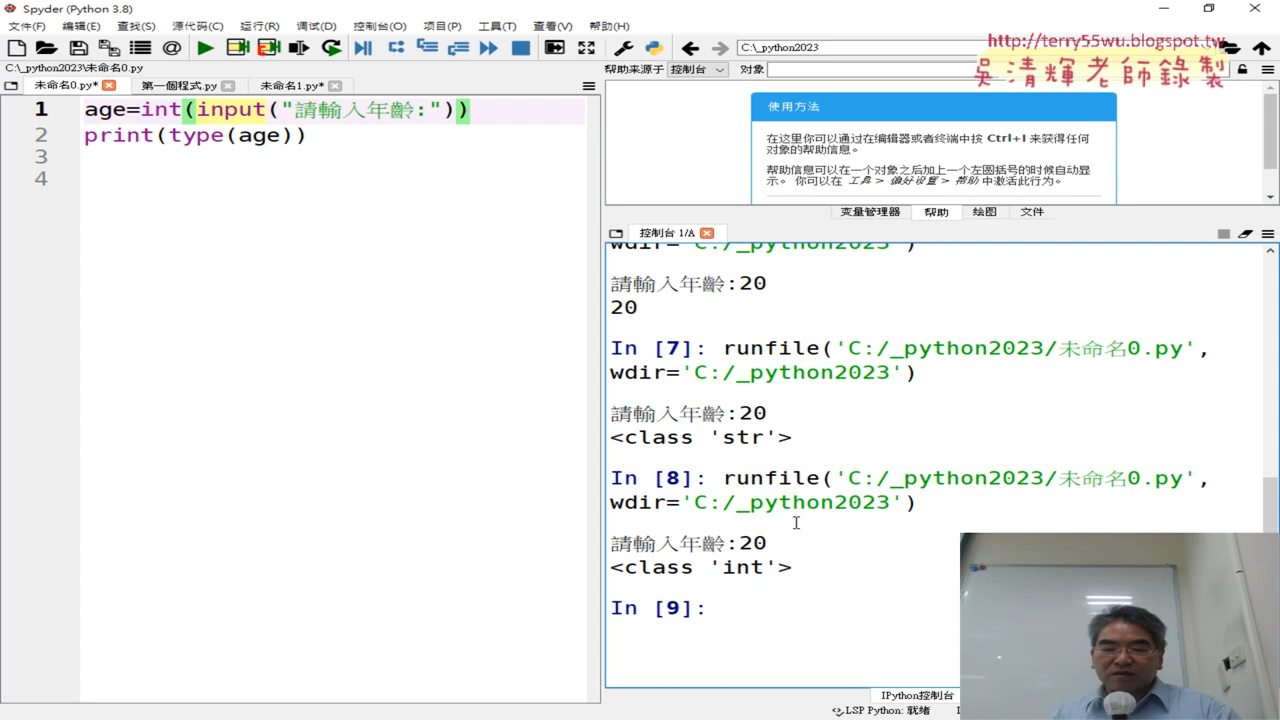 Spyder (Python 3.8)
文件(F) 编辑(E) 查找(S) 源代码(C) 运行(R) 调试(D) 控制台(O) 项目(P) 工具(T) 查看(V) 帮助(H)
C:\_python2023
http://terry55wu.blogspot.tw
吳清輝老師錄製
C:\_python2023\未命名0.py
未命名0.py* 第一個程式.py 未命名1.py*
1 age=int(input("請輸入年齡:"))
2 print(type(age))
3
4
帮助来源于 控制台 对象
使用方法
在这里你可以通过在编辑器或者终端中按 Ctrl+I 来获得任何
对象的帮助信息。
帮助信息可以在一个对象之后加上一个左圆括号的时候自动显
示。 你可以在 工具 > 偏好设置 > 帮助 中激活此行为。
变量管理器 帮助 绘图 文件
控制台 1/A
wdir='C:/_python2023')
請輸入年齡:20
20
In [7]: runfile('C:/_python2023/未命名0.py',
wdir='C:/_python2023')
請輸入年齡:20
<class 'str'>
In [8]: runfile('C:/_python2023/未命名0.py',
wdir='C:/_python2023')
請輸入年齡:20
<class 'int'>
In [9]:
IPython控制台
LSP Python: 就绪